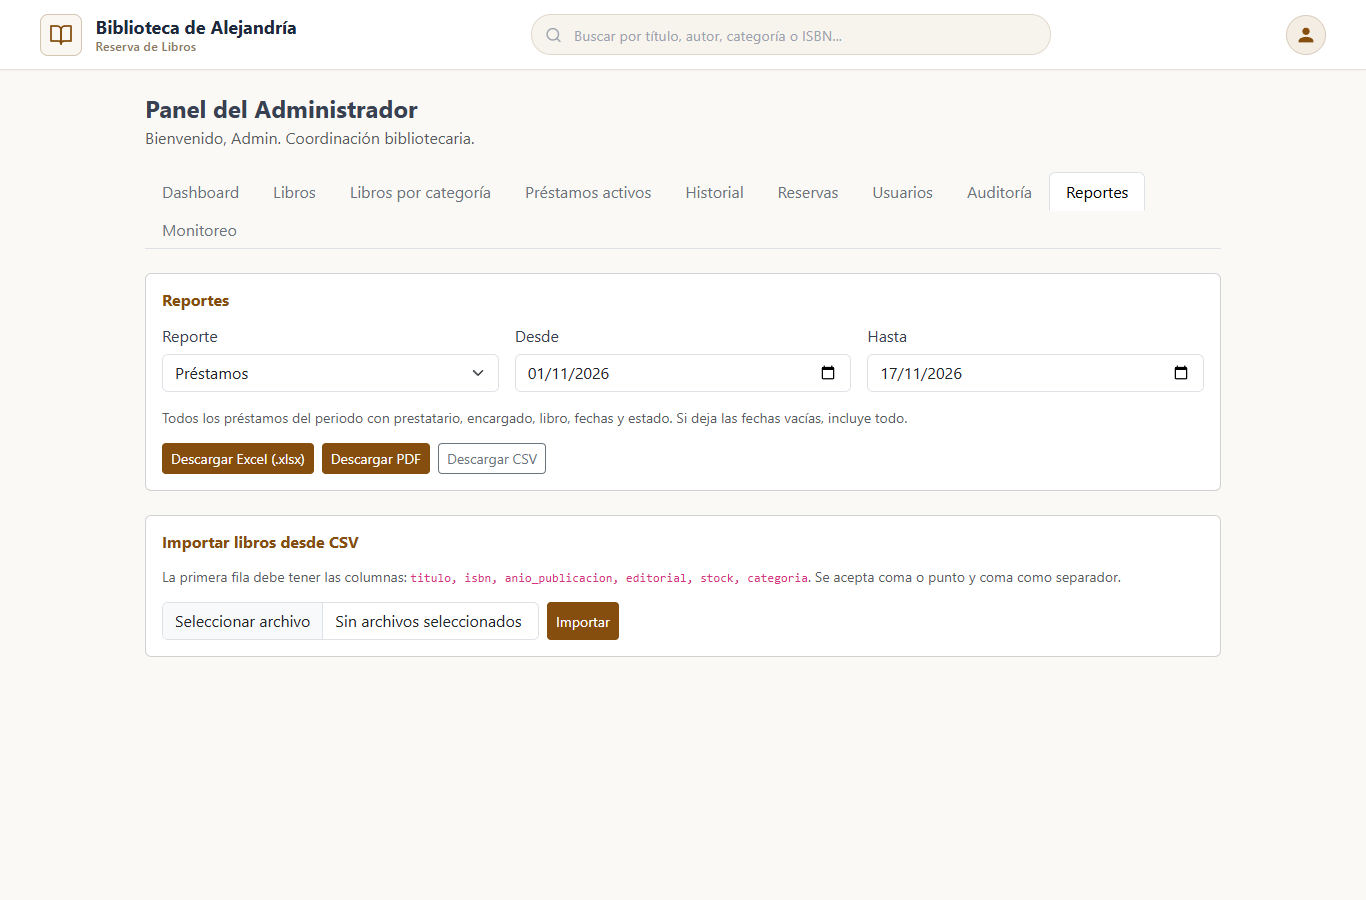 Biblioteca de Alejandría
Reserva de Libros
Buscar por título, autor, categoría o ISBN...
Panel del Administrador
Bienvenido, Admin. Coordinación bibliotecaria.
Dashboard Libros Libros por categoría Préstamos activos Historial Reservas Usuarios Auditoría Reportes
Monitoreo
Reportes
Reporte Desde Hasta
Préstamos 01/11/2026 17/11/2026
Todos los préstamos del periodo con prestatario, encargado, libro, fechas y estado. Si deja las fechas vacías, incluye todo.
Descargar Excel (.xlsx) Descargar PDF Descargar CSV
Importar libros desde CSV
La primera fila debe tener las columnas: titulo, isbn, anio_publicacion, editorial, stock, categoria. Se acepta coma o punto y coma como separador.
Seleccionar archivo Sin archivos seleccionados Importar